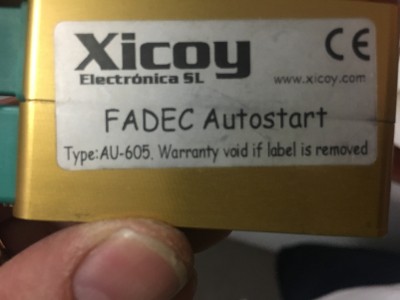 Xicoy
Electrónica SL
CE
www.xicoy.com
FADEC Autostart
Type:AU-605. Warranty void if label is removed